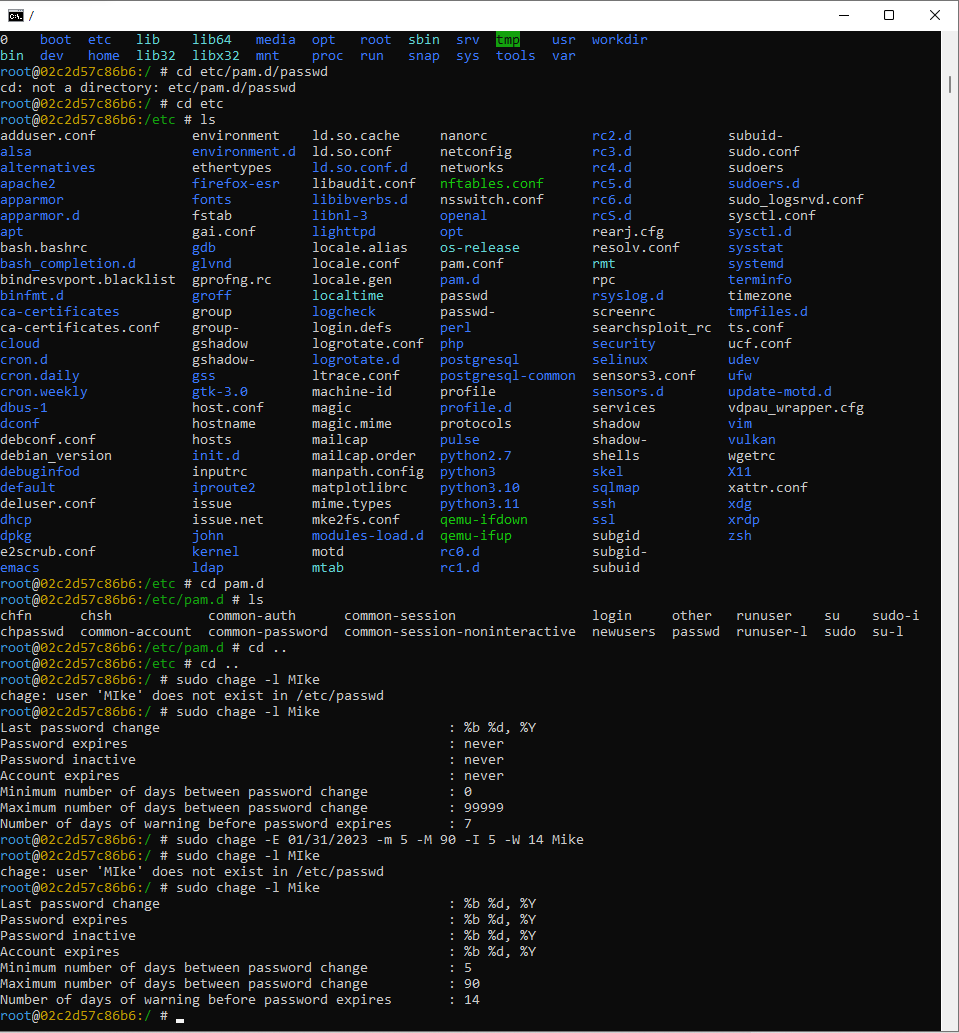 /
0 boot etc lib lib64 media opt root sbin srv tmp usr workdir
bin dev home lib32 libx32 mnt proc run snap sys tools var
root@02c2d57c86b6:/ # cd etc/pam.d/passwd
cd: not a directory: etc/pam.d/passwd
root@02c2d57c86b6:/ # cd etc
root@02c2d57c86b6:/etc # ls
adduser.conf environment ld.so.cache nanorc rc2.d subuid-
alsa environment.d ld.so.conf netconfig rc3.d sudo.conf
alternatives ethertypes ld.so.conf.d networks rc4.d sudoers
apache2 firefox-esr libaudit.conf nftables.conf rc5.d sudoers.d
apparmor fonts libibverbs.d nsswitch.conf rc6.d sudo_logsrvd.conf
apparmor.d fstab libnl-3 openal rcS.d sysctl.conf
apt gai.conf lighttpd opt rearj.cfg sysctl.d
bash.bashrc gdb locale.alias os-release resolv.conf sysstat
bash_completion.d glvnd locale.conf pam.conf rmt systemd
bindresvport.blacklist gprofng.rc locale.gen pam.d rpc terminfo
binfmt.d groff localtime passwd rsyslog.d timezone
ca-certificates group logcheck passwd- screenrc tmpfiles.d
ca-certificates.conf group- login.defs perl searchsploit_rc ts.conf
cloud gshadow logrotate.conf php security ucf.conf
cron.d gshadow- logrotate.d postgresql selinux udev
cron.daily gss ltrace.conf postgresql-common sensors3.conf ufw
cron.weekly gtk-3.0 machine-id profile sensors.d update-motd.d
dbus-1 host.conf magic profile.d services vdpau_wrapper.cfg
dconf hostname magic.mime protocols shadow vim
debconf.conf hosts mailcap pulse shadow- vulkan
debian_version init.d mailcap.order python2.7 shells wgetrc
debuginfod inputrc manpath.config python3 skel X11
default iproute2 matplotlibrc python3.10 sqlmap xattr.conf
deluser.conf issue mime.types python3.11 ssh xdg
dhcp issue.net mke2fs.conf qemu-ifdown ssl xrdp
dpkg john modules-load.d qemu-ifup subgid zsh
e2scrub.conf kernel motd rc0.d subgid-
emacs ldap mtab rc1.d subuid
root@02c2d57c86b6:/etc # cd pam.d
root@02c2d57c86b6:/etc/pam.d # ls
chfn chsh common-auth common-session login other runuser su sudo-i
chpasswd common-account common-password common-session-noninteractive newusers passwd runuser-l sudo su-l
root@02c2d57c86b6:/etc/pam.d # cd ..
root@02c2d57c86b6:/etc # cd ..
root@02c2d57c86b6:/ # sudo chage -l MIke
chage: user 'MIke' does not exist in /etc/passwd
root@02c2d57c86b6:/ # sudo chage -l Mike
Last password change : %b %d, %Y
Password expires : never
Password inactive : never
Account expires : never
Minimum number of days between password change : 0
Maximum number of days between password change : 99999
Number of days of warning before password expires : 7
root@02c2d57c86b6:/ # sudo chage -E 01/31/2023 -m 5 -M 90 -I 5 -W 14 Mike
root@02c2d57c86b6:/ # sudo chage -l MIke
chage: user 'MIke' does not exist in /etc/passwd
root@02c2d57c86b6:/ # sudo chage -l Mike
Last password change : %b %d, %Y
Password expires : %b %d, %Y
Password inactive : %b %d, %Y
Account expires : %b %d, %Y
Minimum number of days between password change : 5
Maximum number of days between password change : 90
Number of days of warning before password expires : 14
root@02c2d57c86b6:/ #